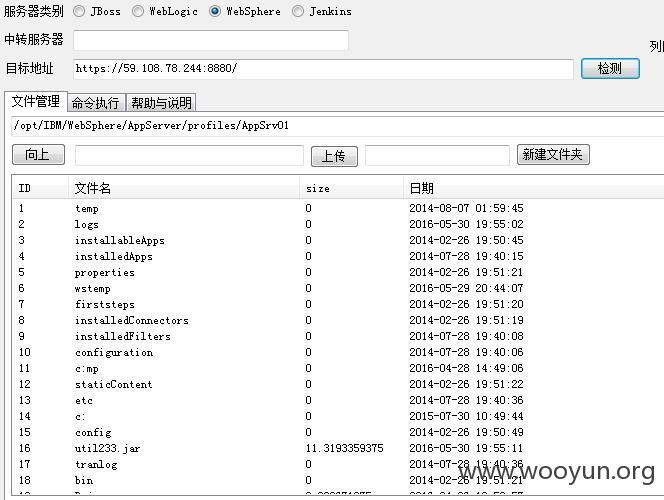 服务器类别 JBoss WebLogic WebSphere Jenkins
中转服务器
目标地址 https://59.108.78.244:8880/ 检测
文件管理 命令执行 帮助与说明
/opt/IBM/WebSphere/AppServer/profiles/AppSrv01
向上 上传 新建文件夹
ID 文件名 size 日期
1 temp 0 2014-08-07 01:59:45
2 logs 0 2016-05-30 19:55:02
3 installableApps 0 2014-02-26 19:50:45
4 installedApps 0 2014-07-28 19:40:15
5 properties 0 2014-02-26 19:51:21
6 wstemp 0 2016-05-29 20:44:07
7 firststeps 0 2014-02-26 19:51:20
8 installedConnectors 0 2014-02-26 19:51:19
9 installedFilters 0 2014-07-28 19:40:08
10 configuration 0 2014-07-28 19:40:06
11 c:mp 0 2016-04-28 14:49:06
12 staticContent 0 2014-02-26 19:51:22
13 etc 0 2014-07-28 19:40:36
14 c: 0 2015-07-30 10:49:44
15 config 0 2014-02-26 19:50:49
16 util233.jar 11.3193359375 2016-05-30 19:55:11
17 tranlog 0 2014-07-28 19:40:36
18 bin 0 2014-02-26 19:51:21
www.wooyun.org